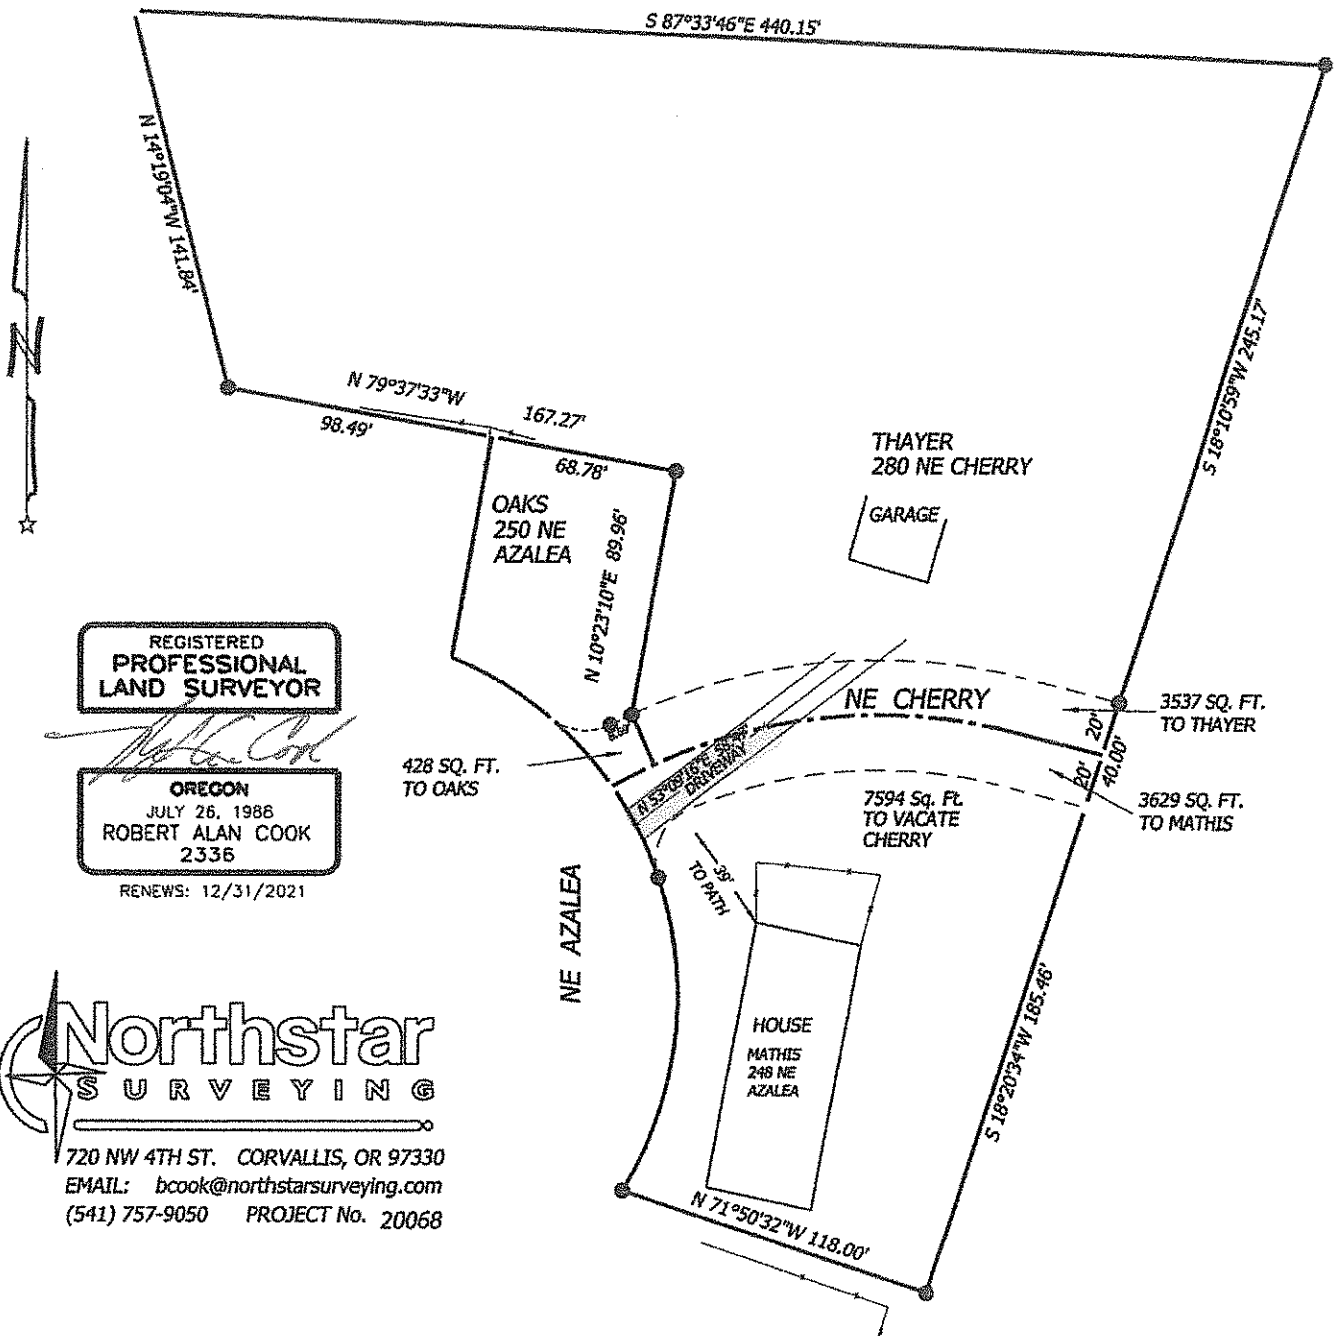 S 87°33'46"E 440.15'
N 14°19'04"W 141.84'
N
N 79°37'33"W
167.27'
98.49'
68.78'
S 18°10'59"W 245.17'
THAYER
280 NE CHERRY
GARAGE
OAKS
250 NE
AZALEA
N 10°23'10"E 89.96'
REGISTERED
PROFESSIONAL
LAND SURVEYOR
OREGON
JULY 26, 1988
ROBERT ALAN COOK
2336
RENEWS: 12/31/2021
NE CHERRY
3537 SQ. FT.
TO THAYER
20'
20'
40.00'
428 SQ. FT.
TO OAKS
N 53°09'16"E
DRIVEWAY
7594 Sq. Ft.
TO VACATE
CHERRY
3629 SQ. FT.
TO MATHIS
39'
TO PATH
NE AZALEA
HOUSE
MATHIS
248 NE
AZALEA
S 18°20'34"W 185.46'
N 71°50'32"W 118.00'
Northstar
SURVEYING
720 NW 4TH ST. CORVALLIS, OR 97330
EMAIL: bcook@northstarsurveying.com
(541) 757-9050 PROJECT No. 20068